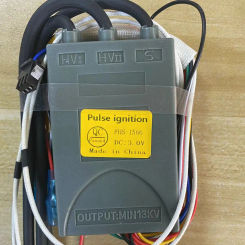 HVI HVII S
Pulse ignition
DC:3.0V
Made in China
OUTPUT:MIN13KV